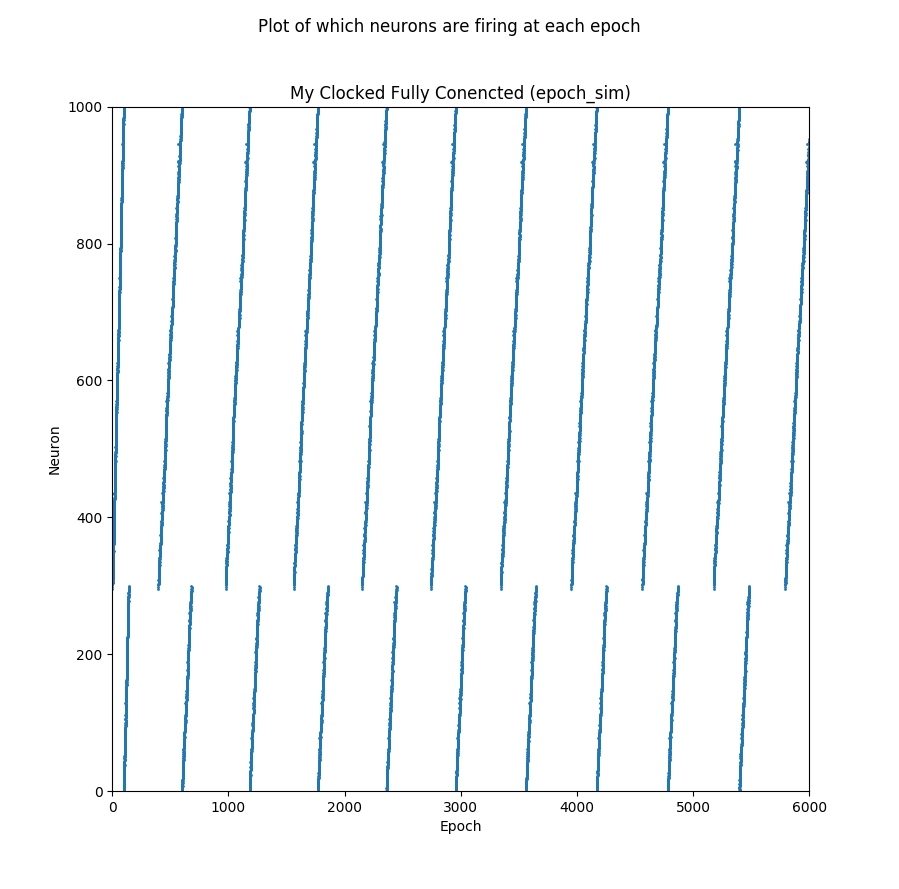 Plot of which neurons are firing at each epoch
My Clocked Fully Conencted (epoch_sim)
1000
800
600
400
200
0
Neuron
0 1000 2000 3000 4000 5000 6000
Epoch